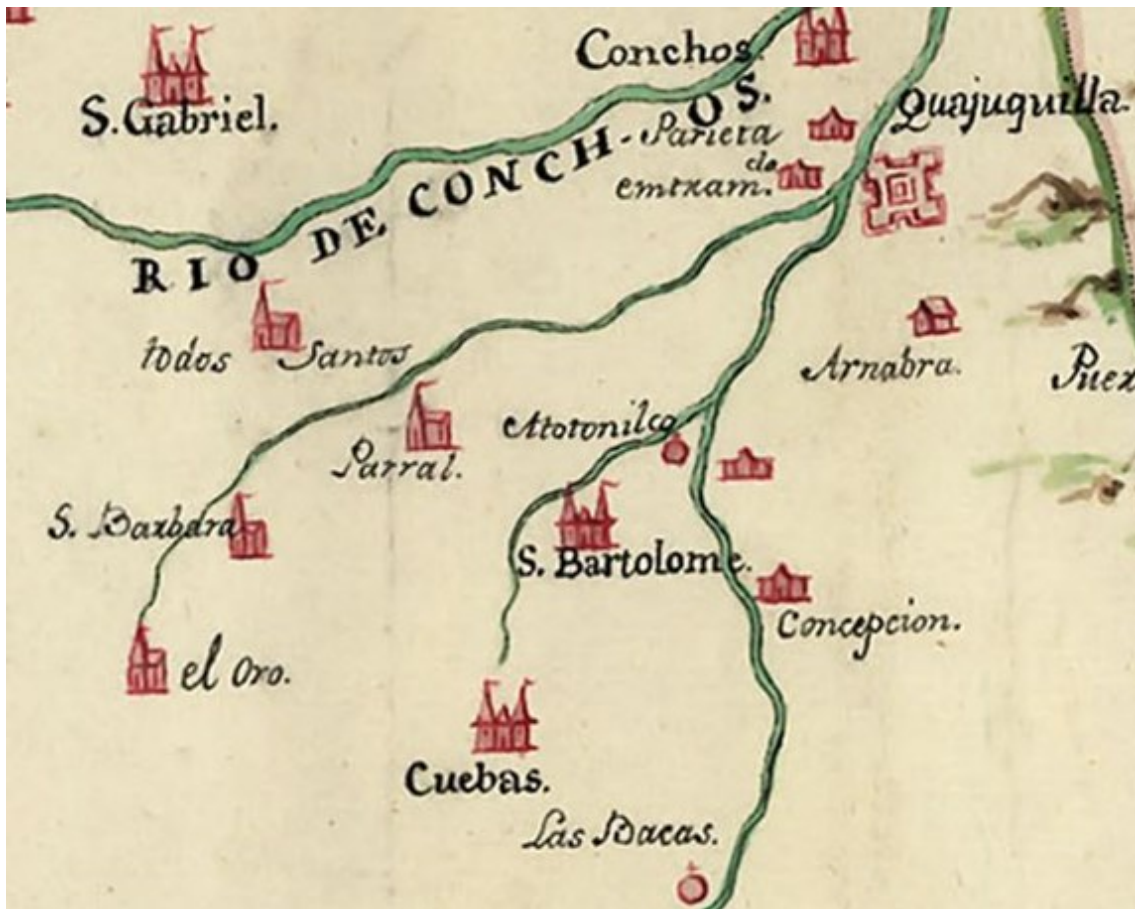 Conchos.
S. Gabriel.
Quajuquilla.
RIO DE CONCH-OS.
Parieta
de
emtram.
todos Santos
Arnabra.
Puex
Atotonilco
Parral.
S. Barbara
S. Bartolome.
Concepcion.
el Oro.
Cuebas.
Las Bacas.